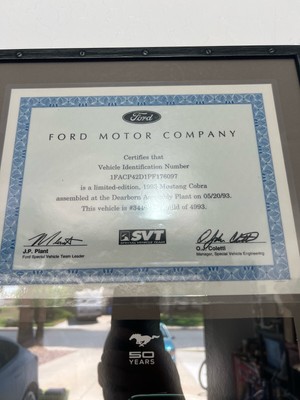 Ford
FORD MOTOR COMPANY
Certifies that
Vehicle Identification Number
1FACP42D1PF176097
is a limited-edition, 1993 Mustang Cobra
assembled at the Dearborn Assembly Plant on 05/20/93.
This vehicle is of 4993.
J.P. Plant
Ford Special Vehicle Team Leader
SVT
O.J. Coletti
Manager, Special Vehicle Engineering
50
YEARS